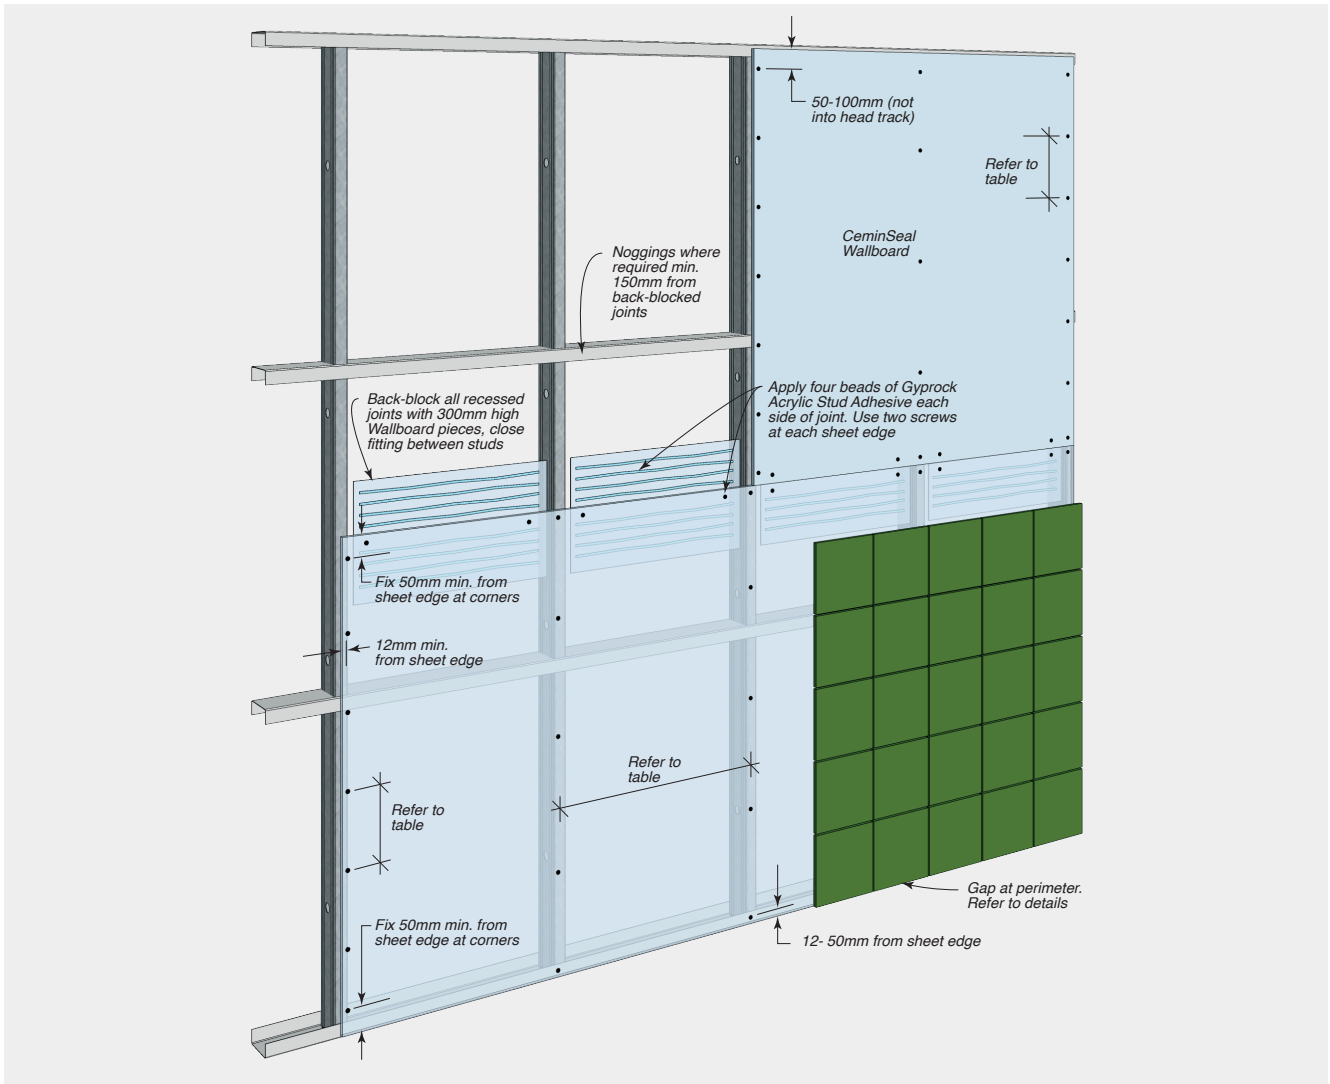 50-100mm (not
into head track)
Refer to
table
CeminSeal
Wallboard
Noggings where
required min.
150mm from
back-blocked
joints
Back-block all recessed
joints with 300mm high
Wallboard pieces, close
fitting between studs
Apply four beads of Gyprock
Acrylic Stud Adhesive each
side of joint. Use two screws
at each sheet edge
Fix 50mm min. from
sheet edge at corners
12mm min.
from sheet edge
Refer to
table
Refer to
table
Gap at perimeter.
Refer to details
Fix 50mm min. from
sheet edge at corners
12- 50mm from sheet edge